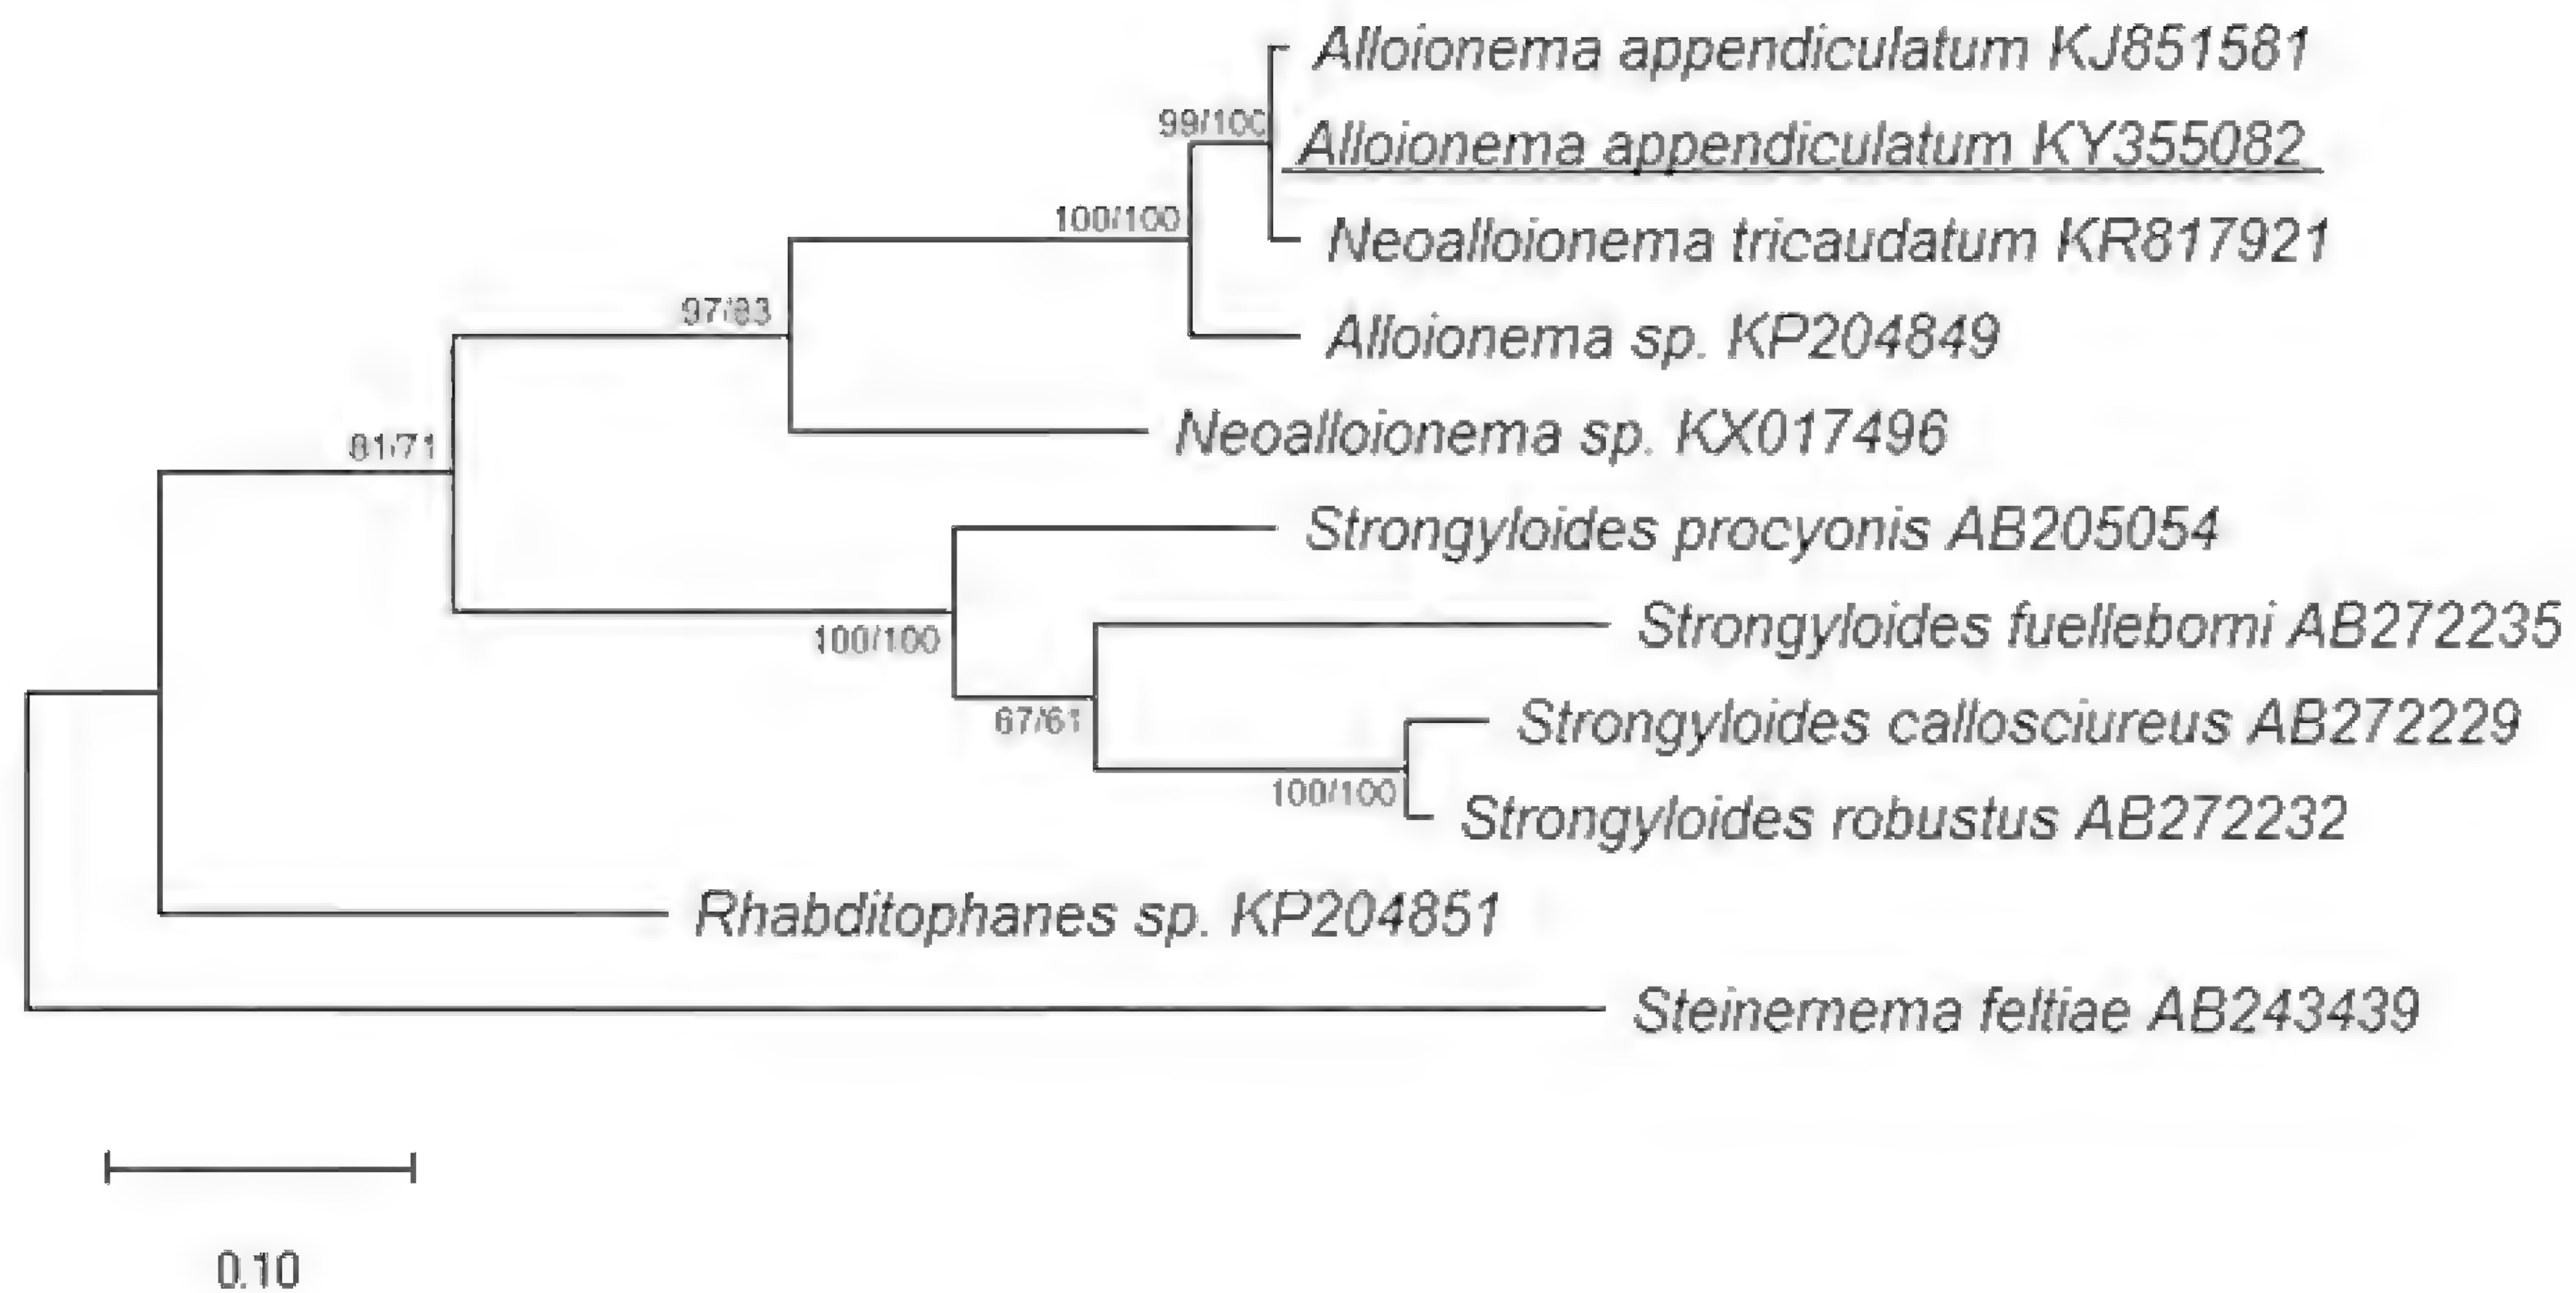 Alloionema appendiculatum KJ851581
99/100
Alloionema appendiculatum KY355082
100/100
Neoalloionema tricaudatum KR817921
97/83
Alloionema sp. KP204849
81/71
Neoalloionema sp. KX017496
Strongyloides procyonis AB205054
Strongyloides fuelleborni AB272235
100/100
67/61
Strongyloides callosciureus AB272229
100/100
Strongyloides robustus AB272232
Rhabditophanes sp. KP204851
Steinernema feltiae AB243439
0.10